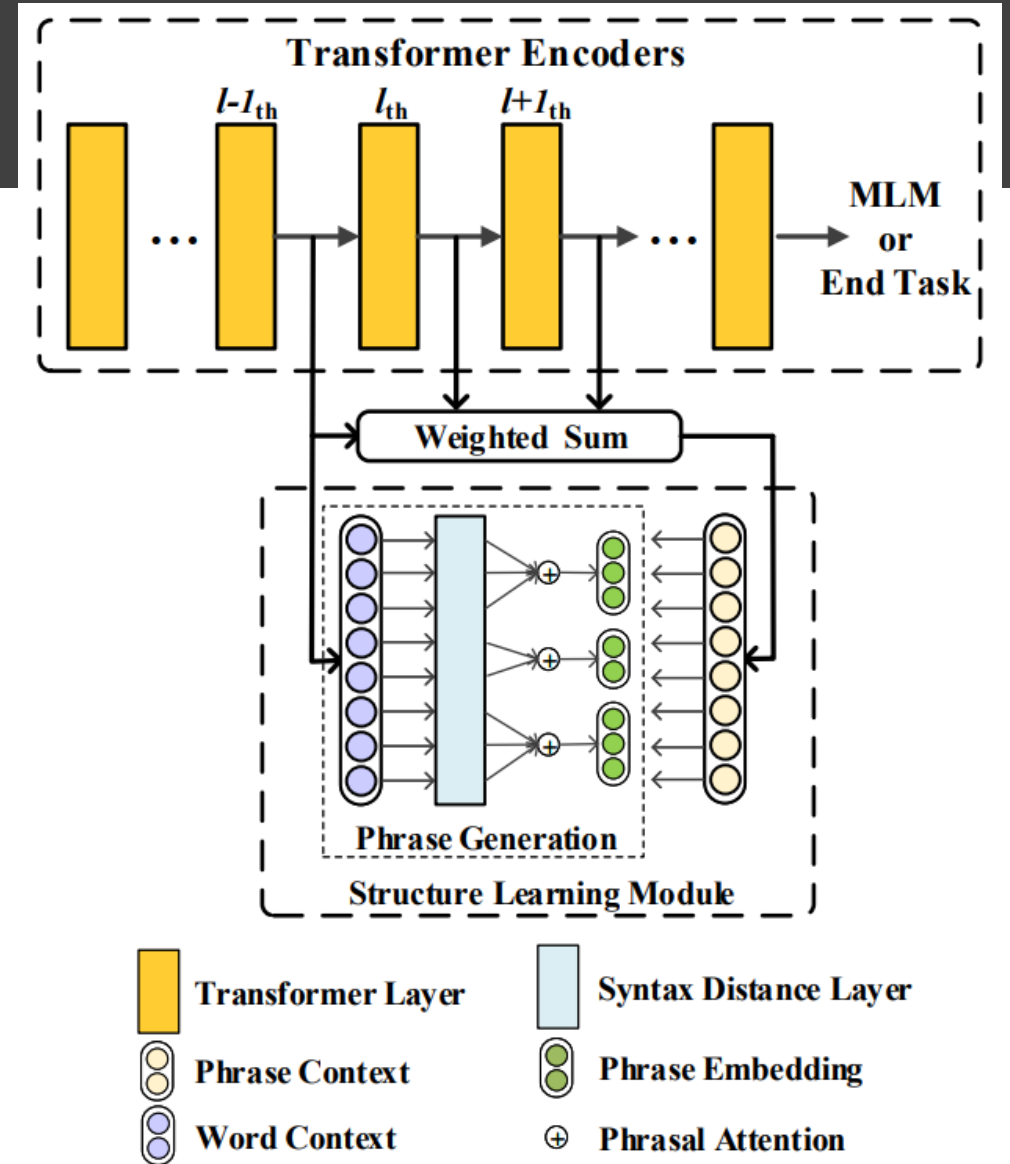 Transformer Encoders
l-1th
lth
l+1th
...
...
MLM
or
End Task
Weighted Sum
+
+
+
Phrase Generation
Structure Learning Module
Transformer Layer
Syntax Distance Layer
Phrase Context
Phrase Embedding
Word Context
+ Phrasal Attention